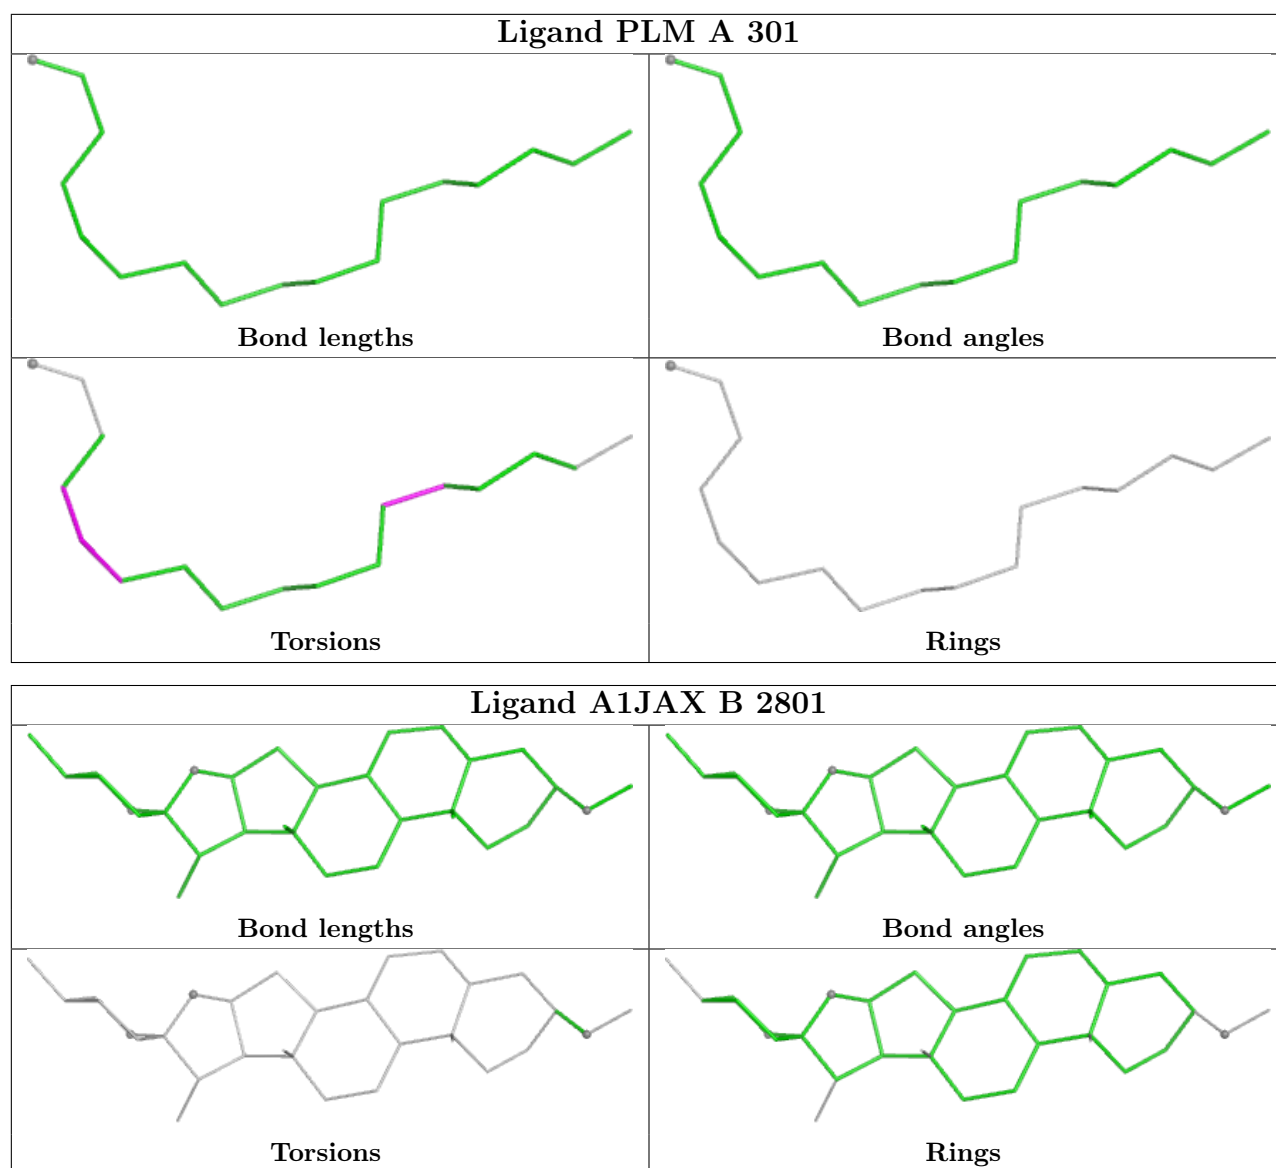 Ligand PLM A 301
Bond lengths
Bond angles
Torsions
Rings
Ligand A1JAX B 2801
Bond lengths
Bond angles
Torsions
Rings